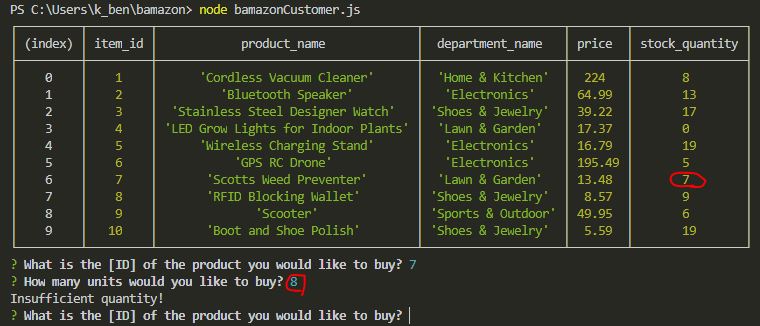 PS C:\Users\k_ben\bamazon> node bamazonCustomer.js
(index) item_id product_name department_name price stock_quantity
0 1 'Cordless Vacuum Cleaner' 'Home & Kitchen' 224 8
1 2 'Bluetooth Speaker' 'Electronics' 64.99 13
2 3 'Stainless Steel Designer Watch' 'Shoes & Jewelry' 39.22 17
3 4 'LED Grow Lights for Indoor Plants' 'Lawn & Garden' 17.37 0
4 5 'Wireless Charging Stand' 'Electronics' 16.79 19
5 6 'GPS RC Drone' 'Electronics' 195.49 5
6 7 'Scotts Weed Preventer' 'Lawn & Garden' 13.48 7
7 8 'RFID Blocking Wallet' 'Shoes & Jewelry' 8.57 9
8 9 'Scooter' 'Sports & Outdoor' 49.95 6
9 10 'Boot and Shoe Polish' 'Shoes & Jewelry' 5.59 19
? What is the [ID] of the product you would like to buy? 7
? How many units would you like to buy? 8
Insufficient quantity!
? What is the [ID] of the product you would like to buy?